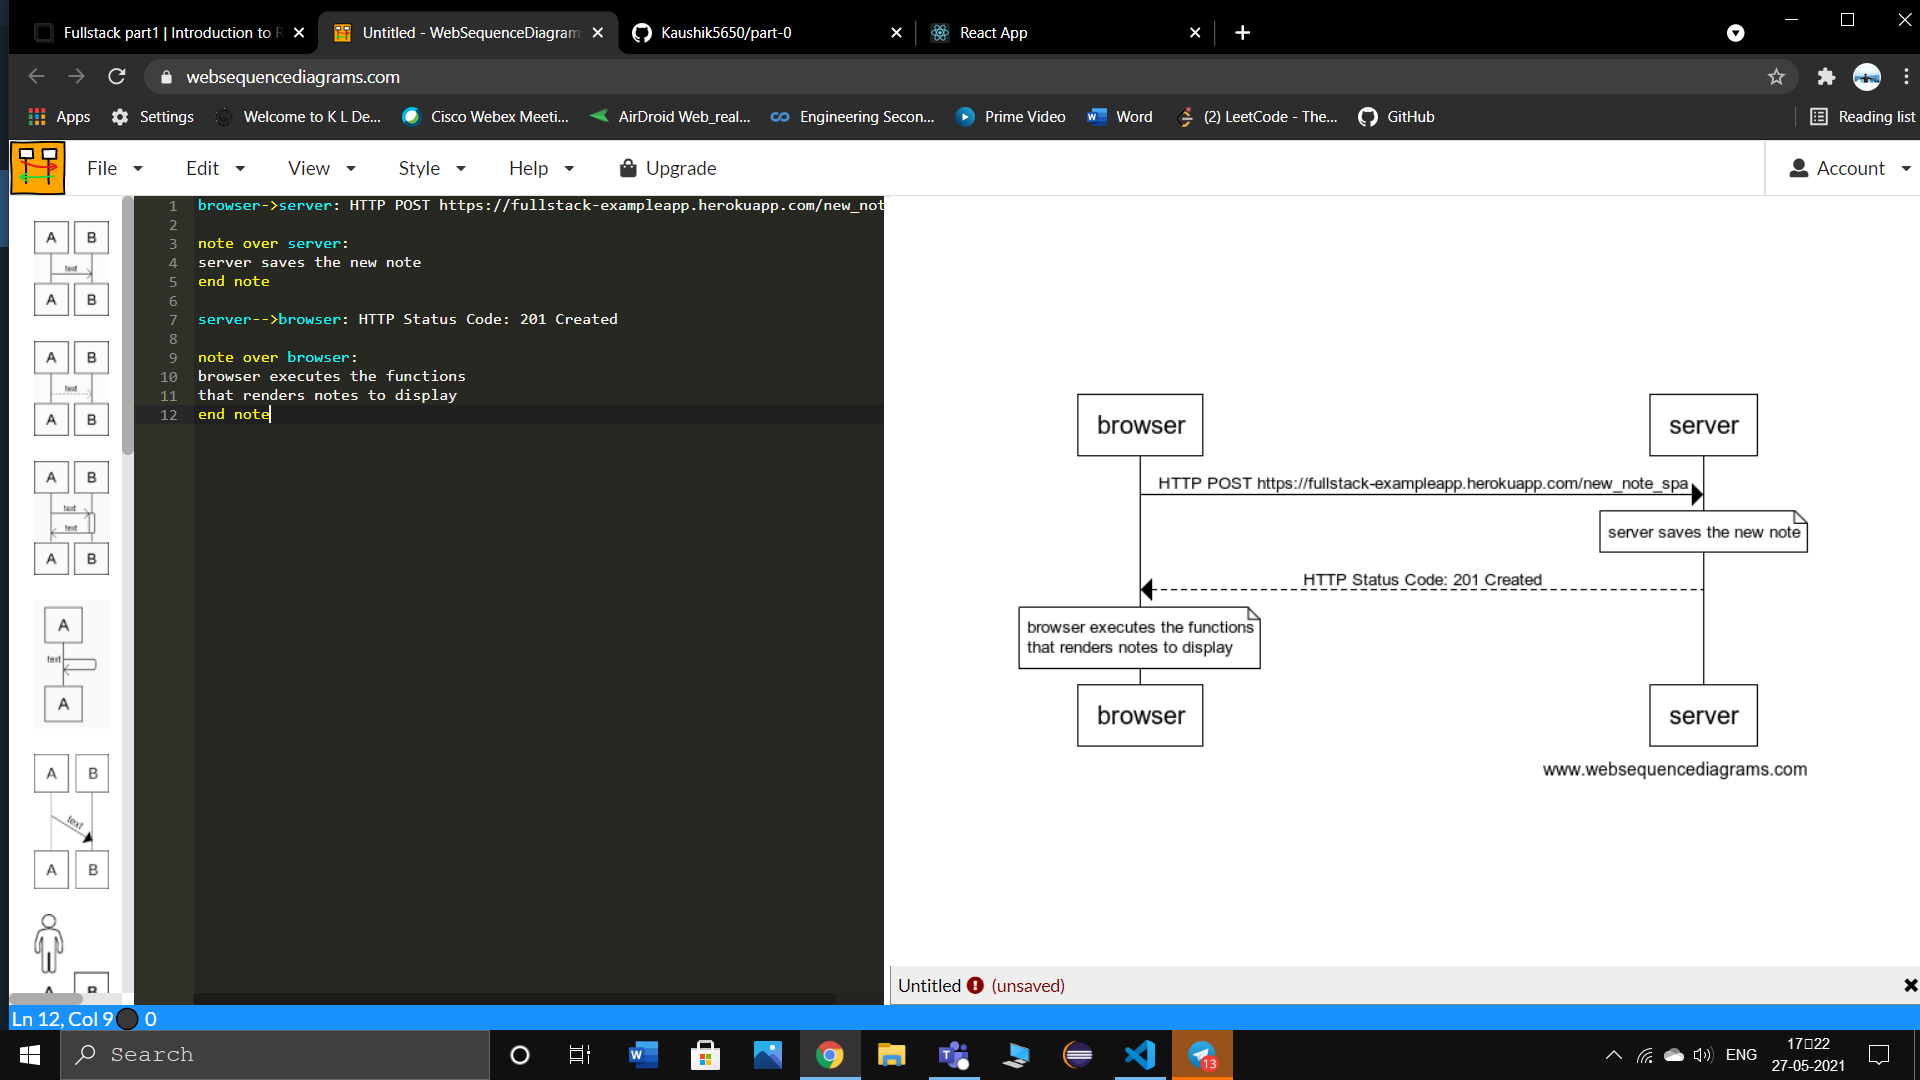 Fullstack part1 | Introduction to R
Untitled - WebSequenceDiagram
Kaushik5650/part-0
React App
websequencediagrams.com
Apps
Settings
Welcome to K L De...
Cisco Webex Meeti...
AirDroid Web_real...
Engineering Secon...
Prime Video
Word
(2) LeetCode - The...
GitHub
Reading list
File
Edit
View
Style
Help
Upgrade
Account
1 browser->server: HTTP POST https://fullstack-exampleapp.herokuapp.com/new_not
2
3 note over server:
4 server saves the new note
5 end note
6
7 server-->browser: HTTP Status Code: 201 Created
8
9 note over browser:
10 browser executes the functions
11 that renders notes to display
12 end note
A B
text
A B
A B
text
A B
A B
text
text
A B
A
text
A
A B
text
A B
A B
browser
server
HTTP POST https://fullstack-exampleapp.herokuapp.com/new_note_spa
server saves the new note
HTTP Status Code: 201 Created
browser executes the functions
that renders notes to display
browser
server
www.websequencediagrams.com
Untitled (unsaved)
Ln 12, Col 9 0
Search
13
ENG
17▯22
27-05-2021